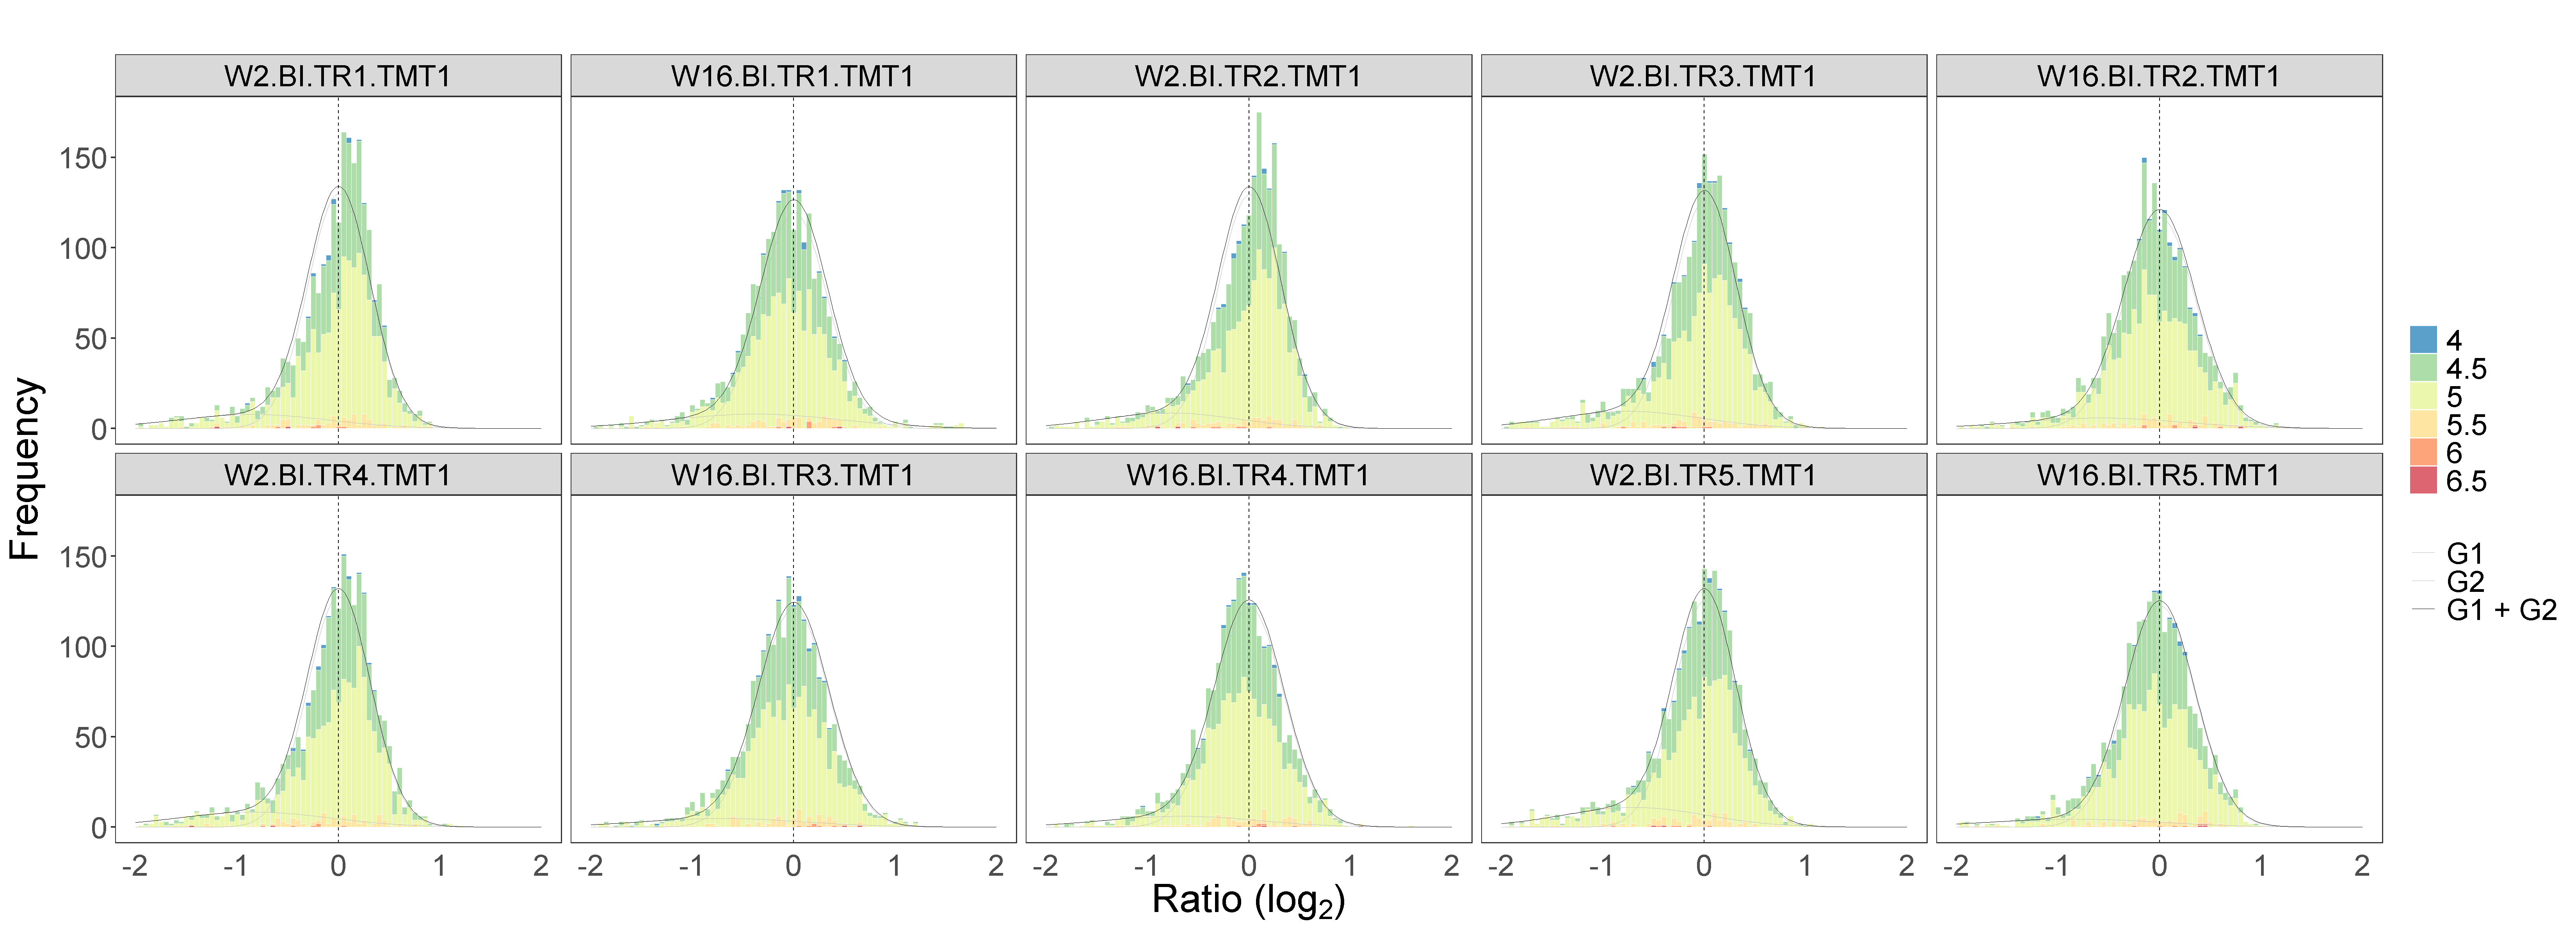 W2.BI.TR1.TMT1
W16.BI.TR1.TMT1
W2.BI.TR2.TMT1
W2.BI.TR3.TMT1
W16.BI.TR2.TMT1
150
100
50
0
W2.BI.TR4.TMT1
W16.BI.TR3.TMT1
W16.BI.TR4.TMT1
W2.BI.TR5.TMT1
W16.BI.TR5.TMT1
150
100
50
0
-2 -1 0 1 2
-2 -1 0 1 2
-2 -1 0 1 2
-2 -1 0 1 2
-2 -1 0 1 2
Frequency
Ratio (log₂)
4
4.5
5
5.5
6
6.5
G1
G2
G1 + G2